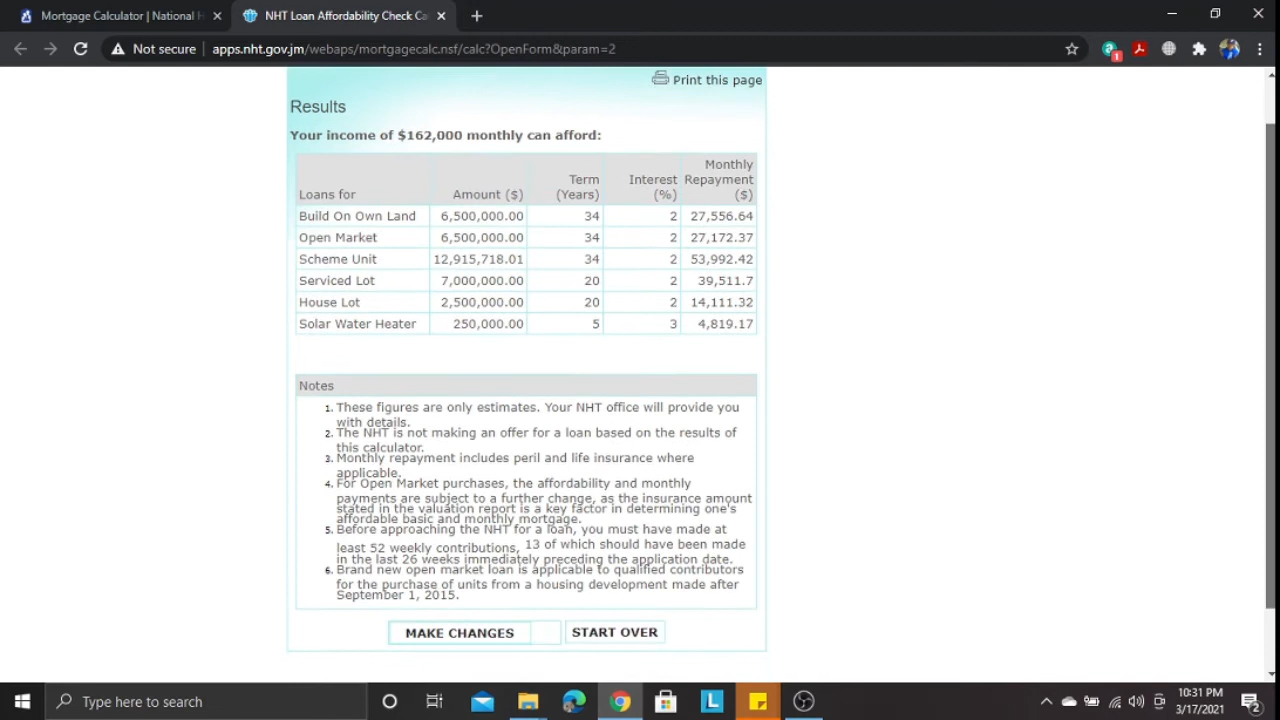 Mortgage Calculator | National H
NHT Loan Affordability Check Ca
Not secure
apps.nht.gov.jm/webaps/mortgagecalc.nsf/calc?OpenForm&param=2
1
Print this page
Results
Your income of $162,000 monthly can afford:
Loans for Amount ($) Term (Years) Interest (%) Monthly Repayment ($)
Build On Own Land 6,500,000.00 34 2 27,556.64
Open Market 6,500,000.00 34 2 27,172.37
Scheme Unit 12,915,718.01 34 2 53,992.42
Serviced Lot 7,000,000.00 20 2 39,511.7
House Lot 2,500,000.00 20 2 14,111.32
Solar Water Heater 250,000.00 5 3 4,819.17
Notes
1. These figures are only estimates. Your NHT office will provide you
with details.
2. The NHT is not making an offer for a loan based on the results of
this calculator.
3. Monthly repayment includes peril and life insurance where
applicable.
4. For Open Market purchases, the affordability and monthly
payments are subject to a further change, as the insurance amount
stated in the valuation report is a key factor in determining one's
affordable basic and monthly mortgage.
5. Before approaching the NHT for a loan, you must have made at
least 52 weekly contributions, 13 of which should have been made
in the last 26 weeks immediately preceding the application date.
6. Brand new open market loan is applicable to qualified contributors
for the purchase of units from a housing development made after
September 1, 2015.
MAKE CHANGES
START OVER
Type here to search
L
10:31 PM
3/17/2021
2